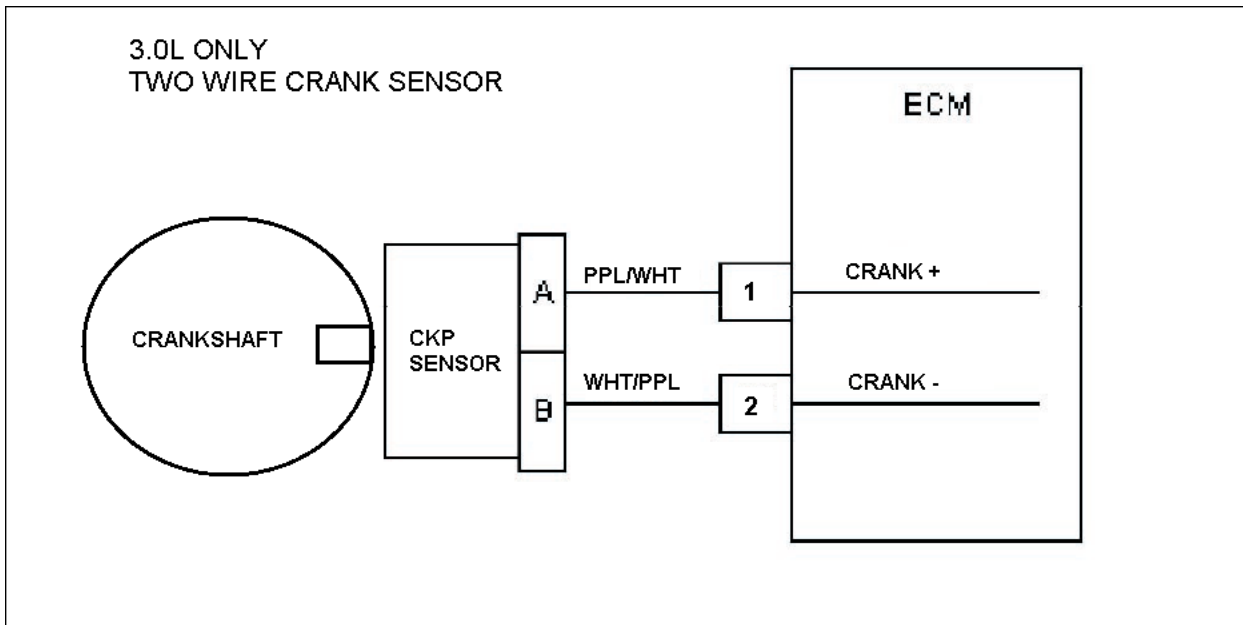 3.0L ONLY
TWO WIRE CRANK SENSOR
ECM
CRANKSHAFT
CKP
SENSOR
A
B
PPL/WHT
WHT/PPL
1
2
CRANK +
CRANK -